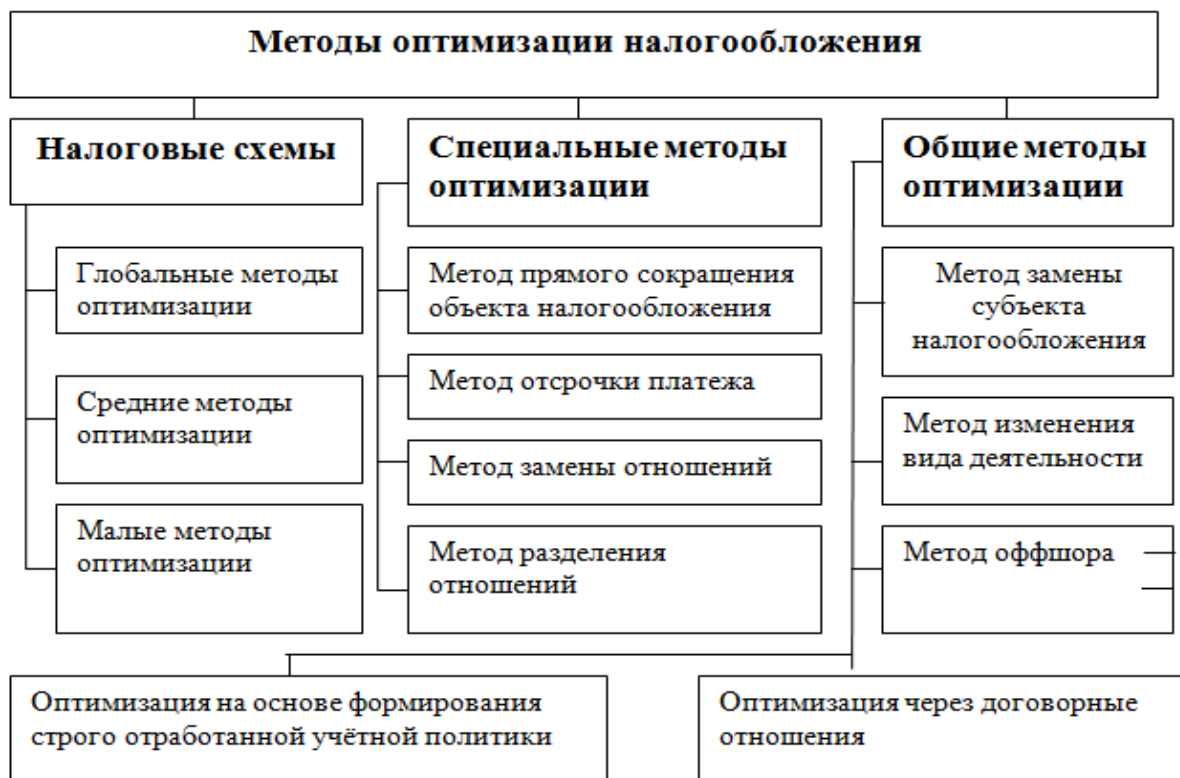 Методы оптимизации налогообложения
Налоговые схемы
Глобальные методы
оптимизации
Средние методы
оптимизации
Малые методы
оптимизации
Специальные методы
оптимизации
Метод прямого сокращения
объекта налогообложения
Метод отсрочки платежа
Метод замены отношений
Метод разделения
отношений
Общие методы
оптимизации
Метод замены
субъекта
налогообложения
Метод изменения
вида деятельности
Метод оффшора
Оптимизация на основе формирования
строго отработанной учётной политики
Оптимизация через договорные
отношения